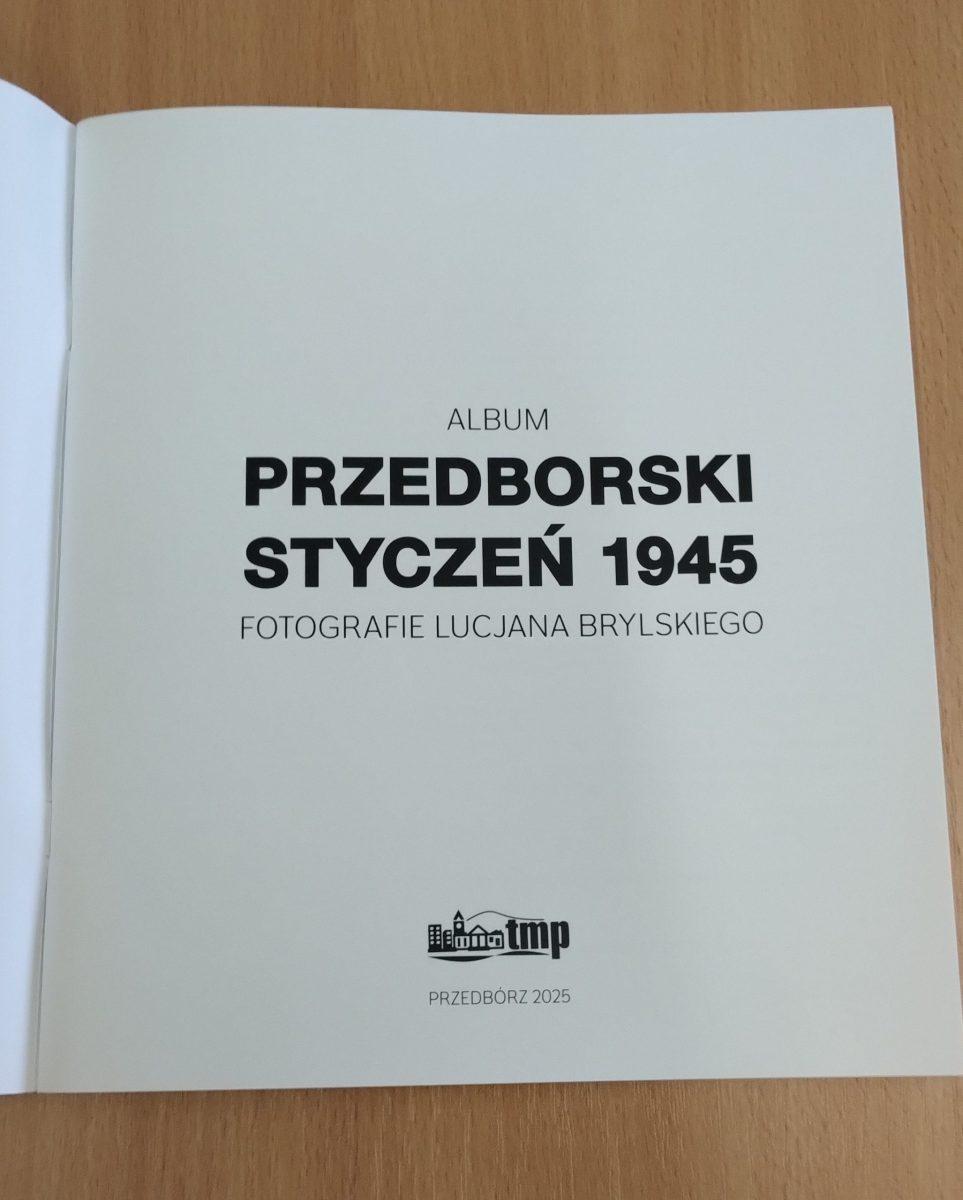 ALBUM
PRZEDBORSKI
STYCZEŃ 1945
FOTOGRAFIE LUCJANA BRYLSKIEGO
tmp
PRZEDBÓRZ 2025